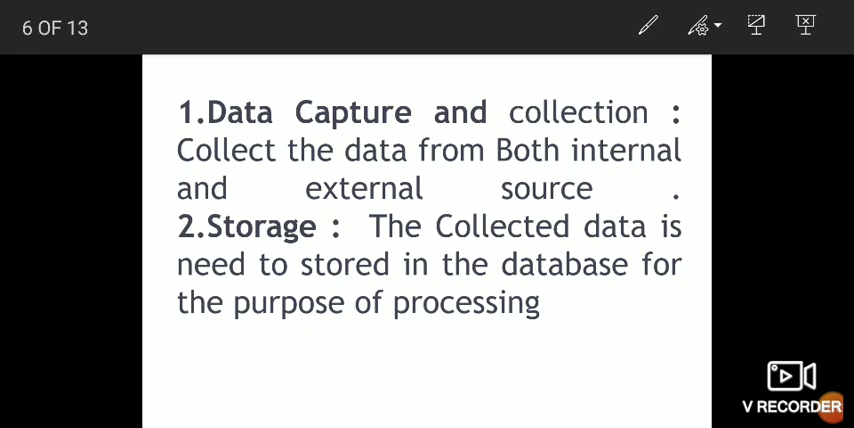 6 OF 13
1.Data Capture and collection :
Collect the data from Both internal
and external source .
2.Storage : The Collected data is
need to stored in the database for
the purpose of processing
V RECORDER